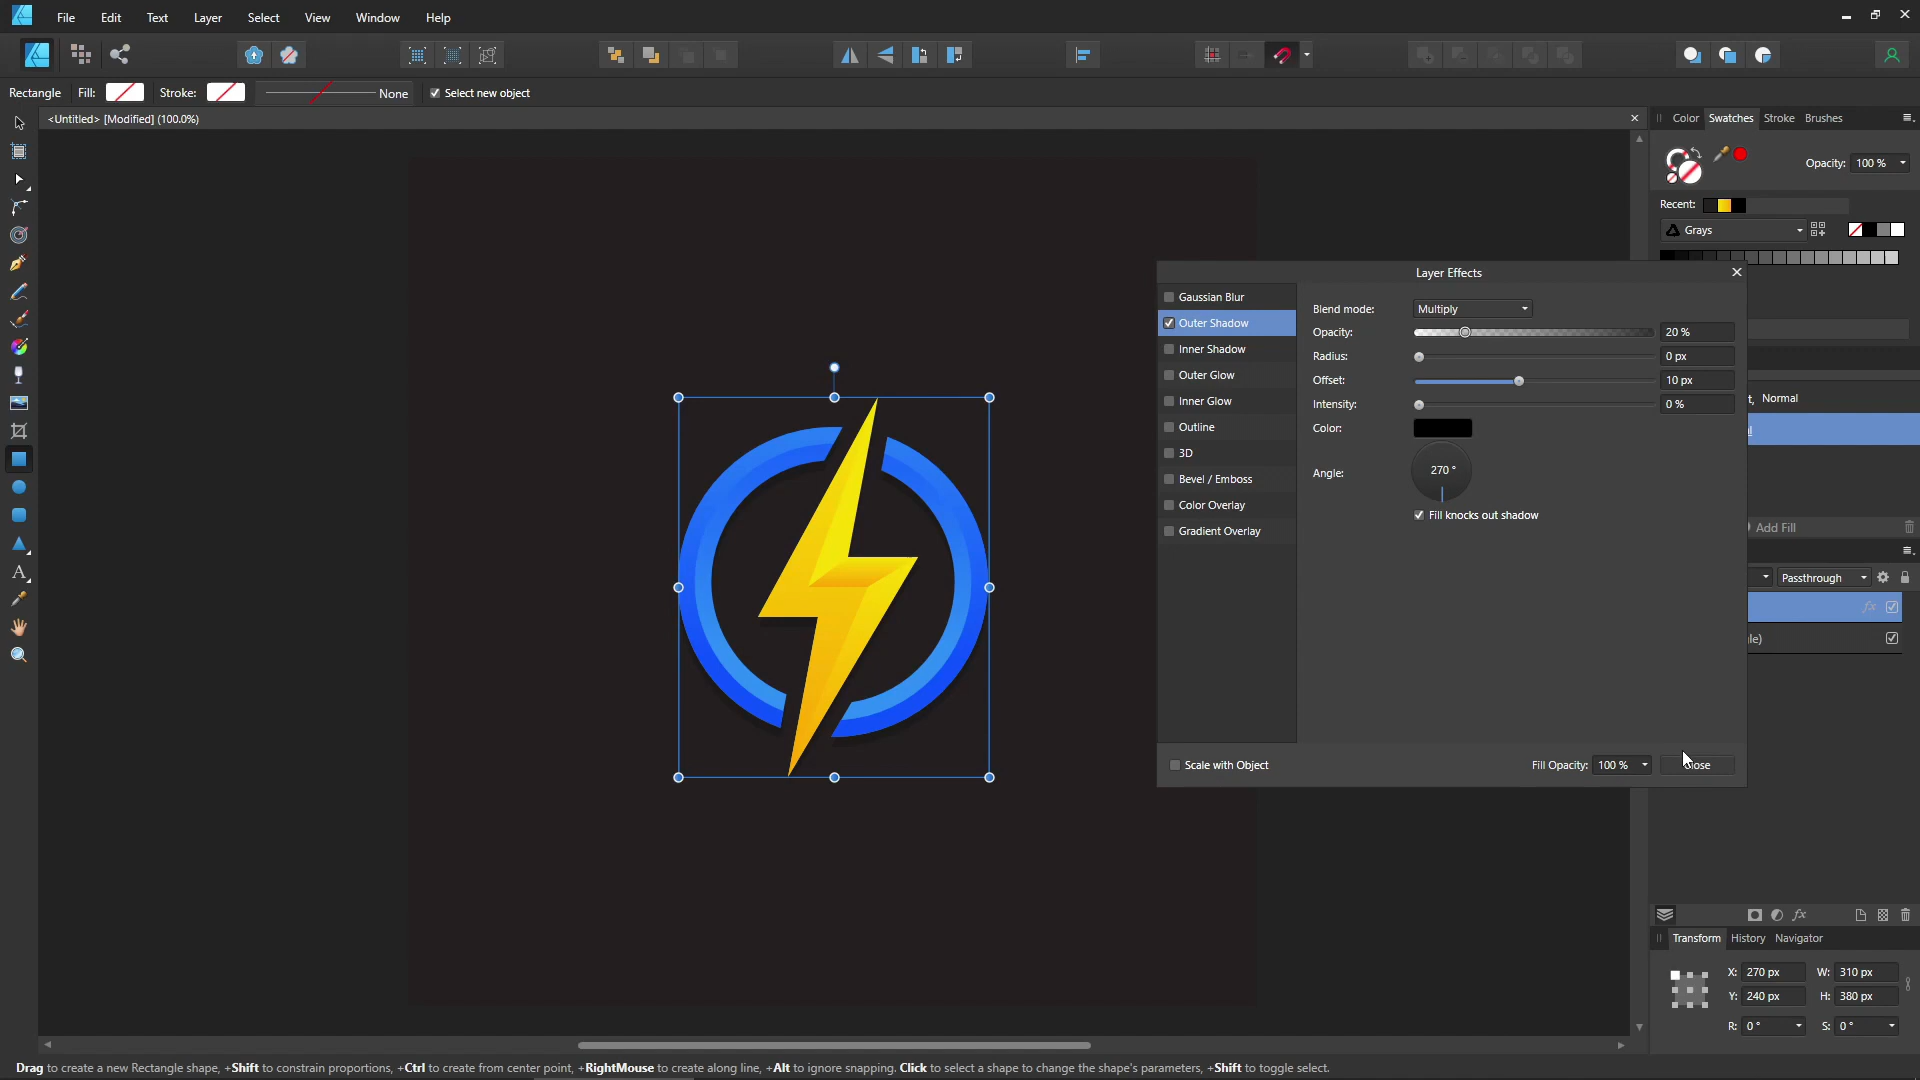 File Edit Text Layer Select View Window Help
Rectangle Fill: Stroke: None Select new object
<Untitled> [Modified] (100.0%)
Color Swatches Stroke Brushes
Opacity: 100 %
Recent:
Grays
Layer Effects
Gaussian Blur
Outer Shadow
Inner Shadow
Outer Glow
Inner Glow
Outline
3D
Bevel / Emboss
Color Overlay
Gradient Overlay
Blend mode: Multiply
Opacity: 20 %
Radius: 0 px
Offset: 10 px
Intensity: 0 %
Color:
Angle: 270 °
Fill knocks out shadow
Scale with Object
Fill Opacity: 100 %
Normal
Add Fill
Passthrough
fx
Transform History Navigator
X: 270 px W: 310 px
Y: 240 px H: 380 px
R: 0 ° S: 0 °
Drag to create a new Rectangle shape, +Shift to constrain proportions, +Ctrl to create from center point, +RightMouse to create along line, +Alt to ignore snapping. Click to select a shape to change the shape's parameters, +Shift to toggle select.